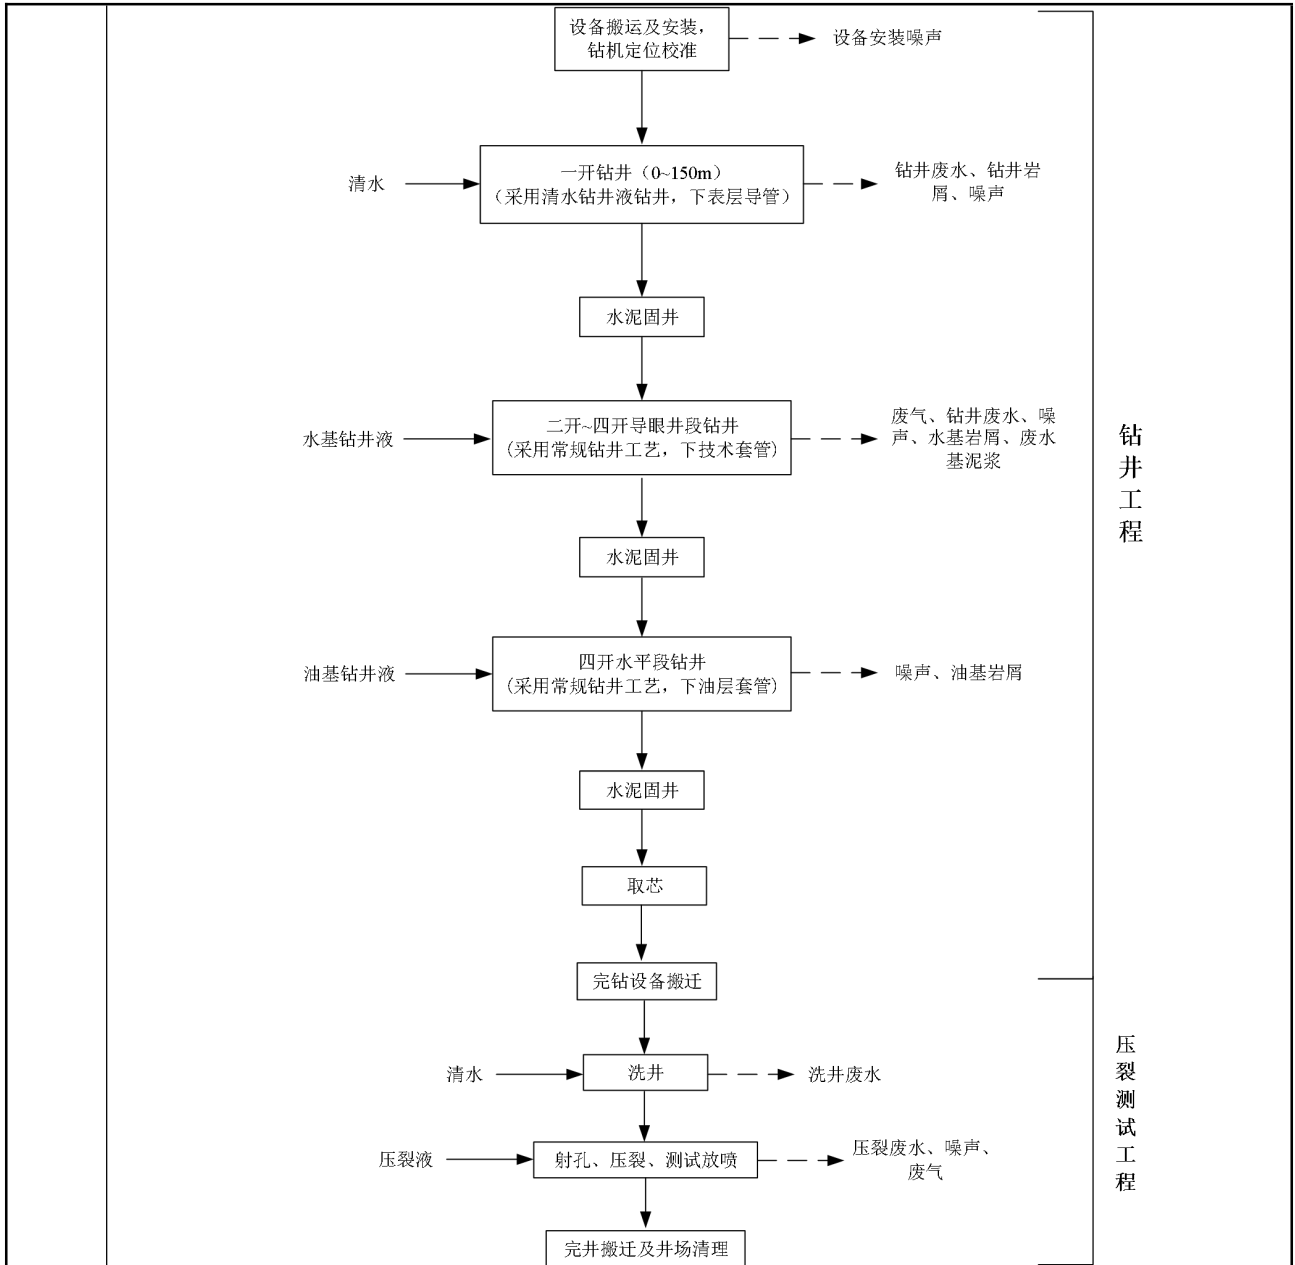 设备搬运及安装,
钻机定位校准
设备安装噪声
清水
一开钻井（0~150m）
（采用清水钻井液钻井，下表层导管）
钻井废水、钻井岩
屑、噪声
水泥固井
水基钻井液
二开~四开导眼井段钻井
(采用常规钻井工艺，下技术套管)
废气、钻井废水、噪
声、水基岩屑、废水
基泥浆
水泥固井
油基钻井液
四开水平段钻井
(采用常规钻井工艺，下油层套管)
噪声、油基岩屑
水泥固井
取芯
完钻设备搬迁
钻井工程
清水
洗井
洗井废水
压裂液
射孔、压裂、测试放喷
压裂废水、噪声、
废气
完井搬迁及井场清理
压裂测试工程